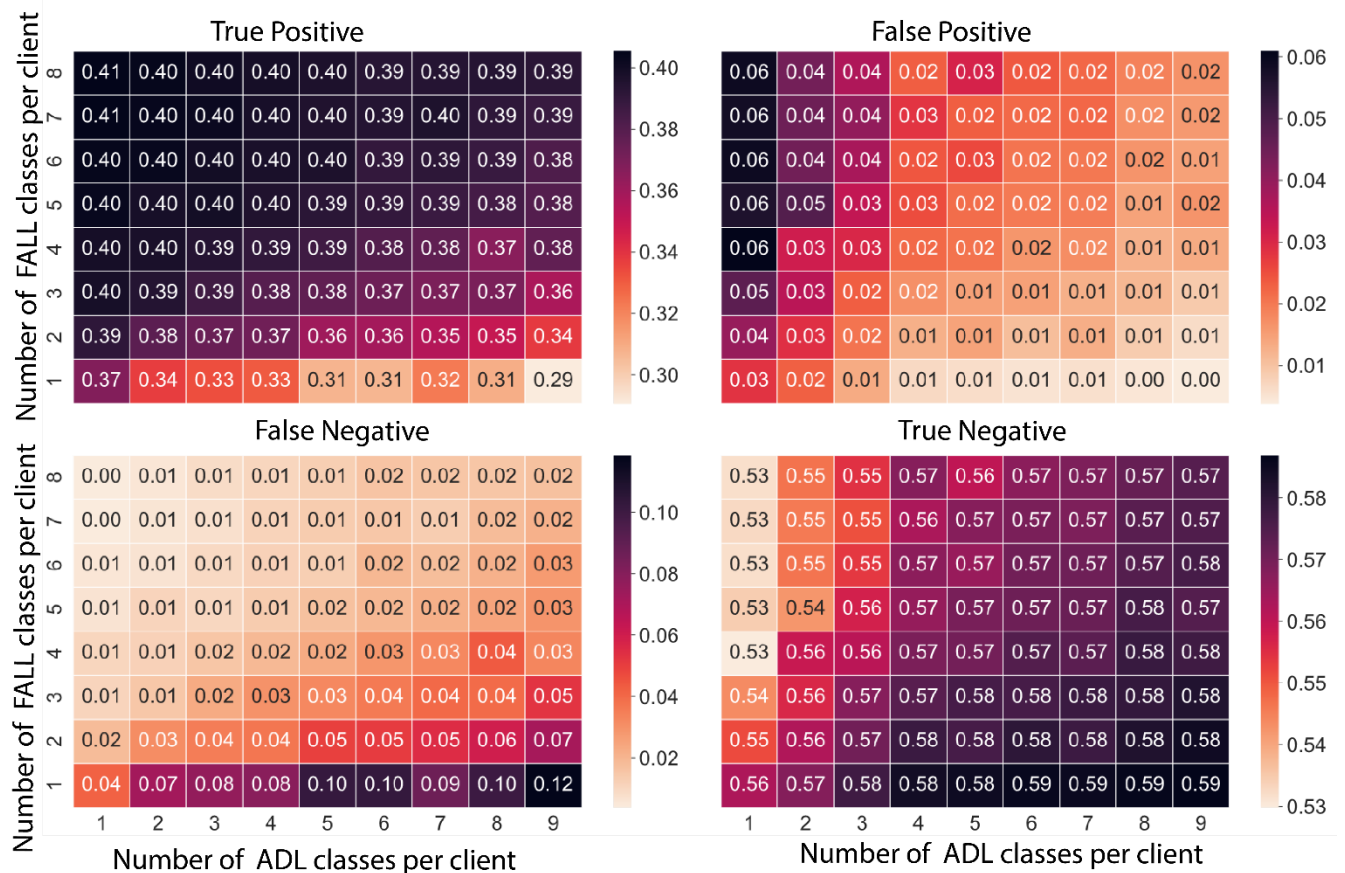 True Positive
False Positive
Number of FALL classes per client
8 0.41 0.40 0.40 0.40 0.40 0.39 0.39 0.39 0.39 0.40 0.06 0.04 0.04 0.02 0.03 0.02 0.02 0.02 0.02 0.06
7 0.41 0.40 0.40 0.40 0.40 0.39 0.40 0.39 0.39 0.38 0.06 0.04 0.04 0.03 0.02 0.02 0.02 0.02 0.02 0.05
6 0.40 0.40 0.40 0.40 0.40 0.39 0.39 0.39 0.38 0.36 0.06 0.04 0.04 0.02 0.03 0.02 0.02 0.02 0.01 0.04
5 0.40 0.40 0.40 0.40 0.39 0.39 0.39 0.38 0.38 0.06 0.05 0.03 0.03 0.02 0.02 0.02 0.01 0.02
4 0.40 0.40 0.39 0.39 0.39 0.38 0.38 0.37 0.38 0.34 0.06 0.03 0.03 0.02 0.02 0.02 0.02 0.01 0.01 0.03
3 0.40 0.39 0.39 0.38 0.38 0.37 0.37 0.37 0.36 0.32 0.05 0.03 0.02 0.02 0.01 0.01 0.01 0.01 0.01 0.02
2 0.39 0.38 0.37 0.37 0.36 0.36 0.35 0.35 0.34 0.04 0.03 0.02 0.01 0.01 0.01 0.01 0.01 0.01
1 0.37 0.34 0.33 0.33 0.31 0.31 0.32 0.31 0.29 0.30 0.03 0.02 0.01 0.01 0.01 0.01 0.01 0.00 0.00 0.01
False Negative
True Negative
Number of FALL classes per client
8 0.00 0.01 0.01 0.01 0.01 0.02 0.02 0.02 0.02 0.53 0.55 0.55 0.57 0.56 0.57 0.57 0.57 0.57 0.58
7 0.00 0.01 0.01 0.01 0.01 0.01 0.01 0.02 0.02 0.10 0.53 0.55 0.55 0.56 0.57 0.57 0.57 0.57 0.57
6 0.01 0.01 0.01 0.01 0.01 0.02 0.02 0.02 0.03 0.08 0.53 0.55 0.55 0.57 0.57 0.57 0.57 0.57 0.58 0.57
5 0.01 0.01 0.01 0.01 0.02 0.02 0.02 0.02 0.03 0.53 0.54 0.56 0.57 0.57 0.57 0.57 0.58 0.57 0.56
4 0.01 0.01 0.02 0.02 0.02 0.03 0.03 0.04 0.03 0.06 0.53 0.56 0.56 0.57 0.57 0.57 0.57 0.58 0.58
3 0.01 0.01 0.02 0.03 0.03 0.04 0.04 0.04 0.05 0.04 0.54 0.56 0.57 0.57 0.58 0.58 0.58 0.58 0.58 0.55
2 0.02 0.03 0.04 0.04 0.05 0.05 0.05 0.06 0.07 0.02 0.55 0.56 0.57 0.58 0.58 0.58 0.58 0.58 0.58 0.54
1 0.04 0.07 0.08 0.08 0.10 0.10 0.09 0.10 0.12 0.56 0.57 0.58 0.58 0.58 0.59 0.58 0.59 0.59 0.53
1 2 3 4 5 6 7 8 9 1 2 3 4 5 6 7 8 9
Number of ADL classes per client
Number of ADL classes per client